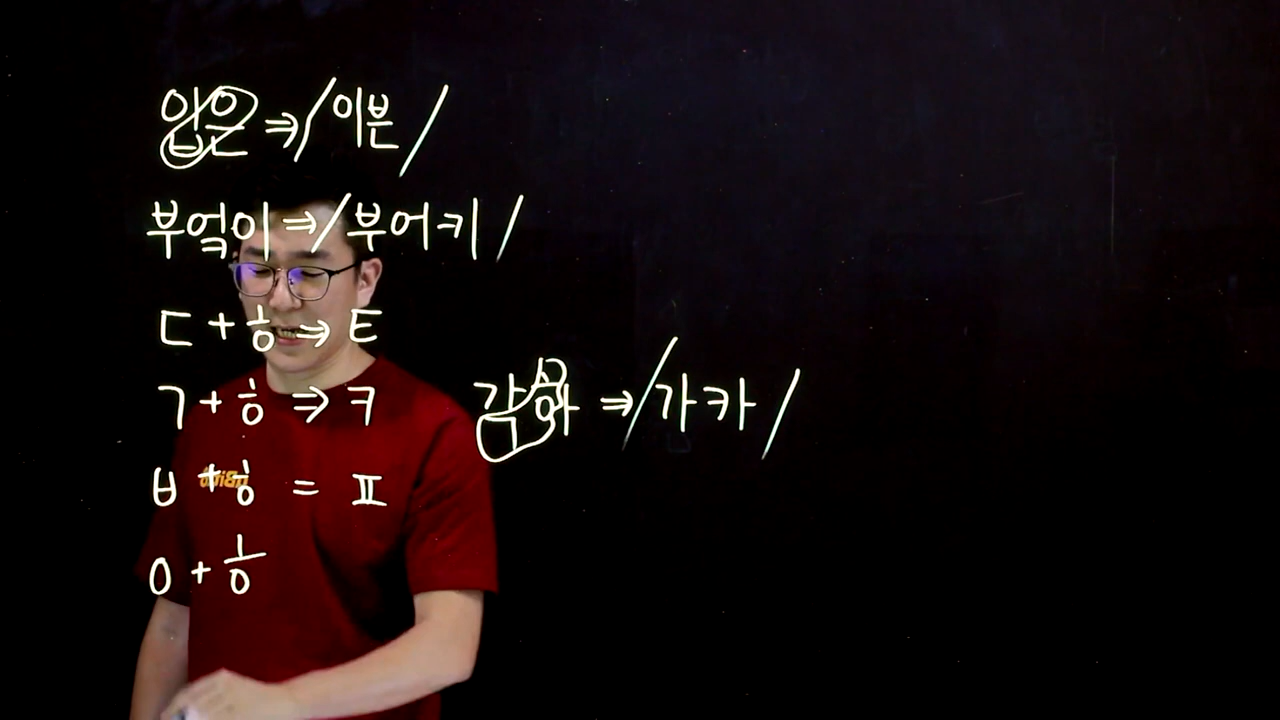 입은 ⇒ /이븐/
부엌이 ⇒ /부어키/
ㄷ + ㅎ ⇒ ㅌ
ㄱ + ㅎ ⇒ ㅋ 각하 ⇒ /가카/
ㅂ + ㅎ = ㅍ
ㅇ + ㅎ